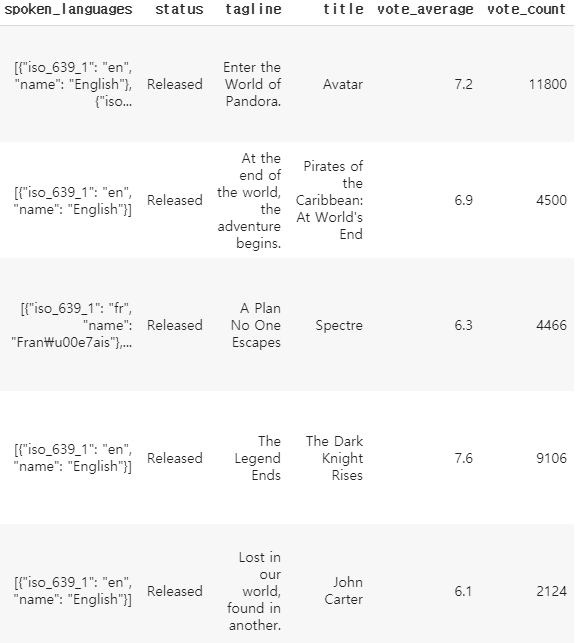 spoken_languages status tagline title vote_average vote_count
[{"iso_639_1": "en",
"name": "English"},
{"iso...
Released
Enter the
World of
Pandora.
Avatar
7.2
11800
[{"iso_639_1": "en",
"name": "English"}]
Released
At the
end of
the world,
the
adventure
begins.
Pirates of
the
Caribbean:
At World's
End
6.9
4500
[{"iso_639_1": "fr",
"name":
"Fran₩u00e7ais"},...
Released
A Plan
No One
Escapes
Spectre
6.3
4466
[{"iso_639_1": "en",
"name": "English"}]
Released
The
Legend
Ends
The Dark
Knight
Rises
7.6
9106
[{"iso_639_1": "en",
"name": "English"}]
Released
Lost in
our
world,
found in
another.
John
Carter
6.1
2124